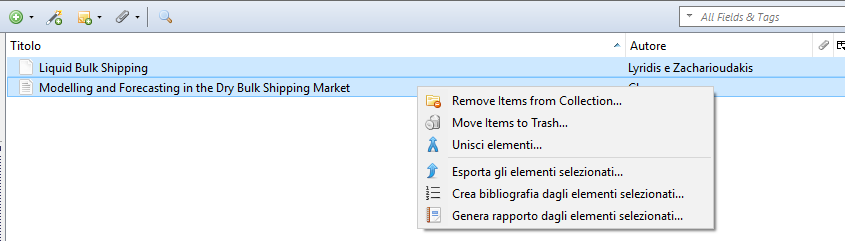 All Fields & Tags
Titolo Autore
Liquid Bulk Shipping Lyridis e Zacharioudakis
Modelling and Forecasting in the Dry Bulk Shipping Market
Remove Items from Collection...
Move Items to Trash...
Unisci elementi...
Esporta gli elementi selezionati...
Crea bibliografia dagli elementi selezionati...
Genera rapporto dagli elementi selezionati...